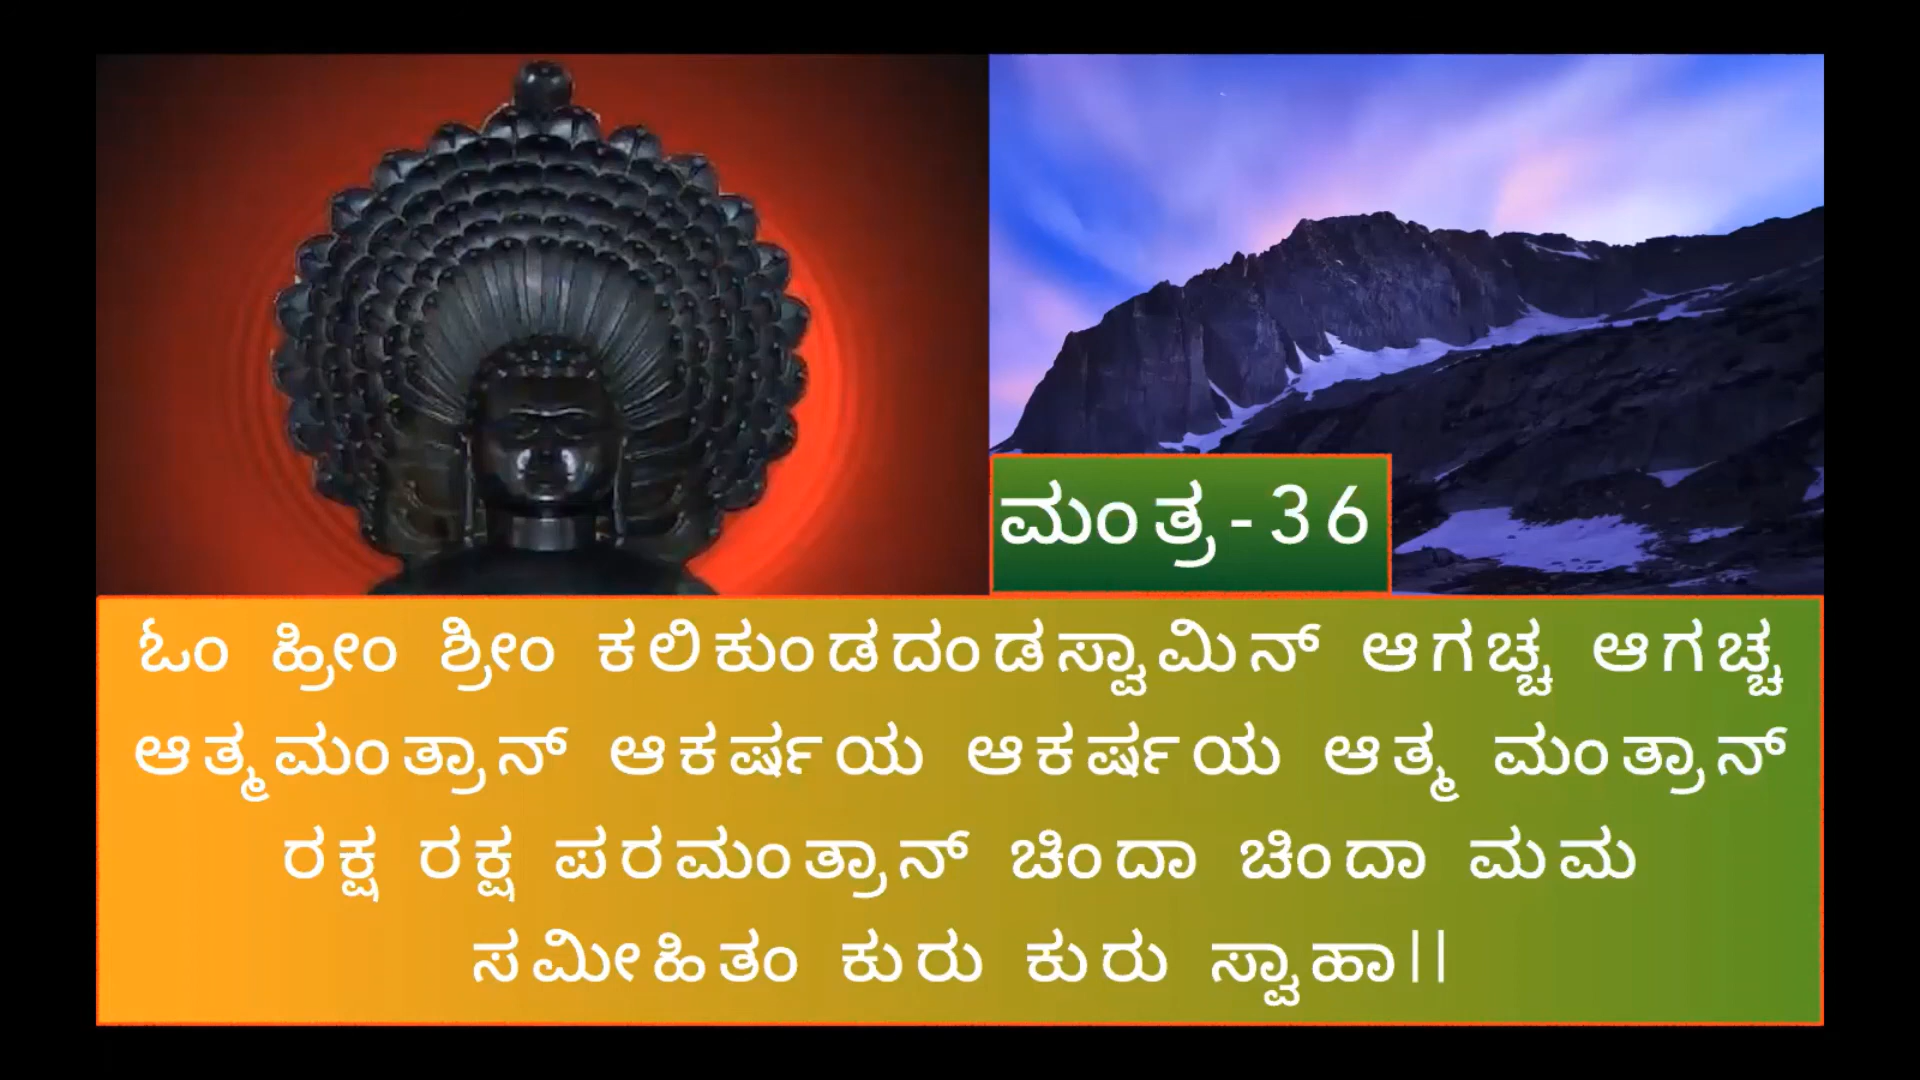 ಮಂತ್ರ-36
ಓಂ ಹ್ರೀಂ ಶ್ರೀಂ ಕಲಿಕುಂಡದಂಡಸ್ವಾಮಿನ್ ಆಗಚ್ಚ ಆಗಚ್ಚ
ಆತ್ಮಮಂತ್ರಾನ್ ಆಕರ್ಷಯ ಆಕರ್ಷಯ ಆತ್ಮ ಮಂತ್ರಾನ್
ರಕ್ಷ ರಕ್ಷ ಪರಮಂತ್ರಾನ್ ಚಿಂದಾ ಚಿಂದಾ ಮಮ
ಸಮೀಹಿತಂ ಕುರು ಕುರು ಸ್ವಾಹಾ||